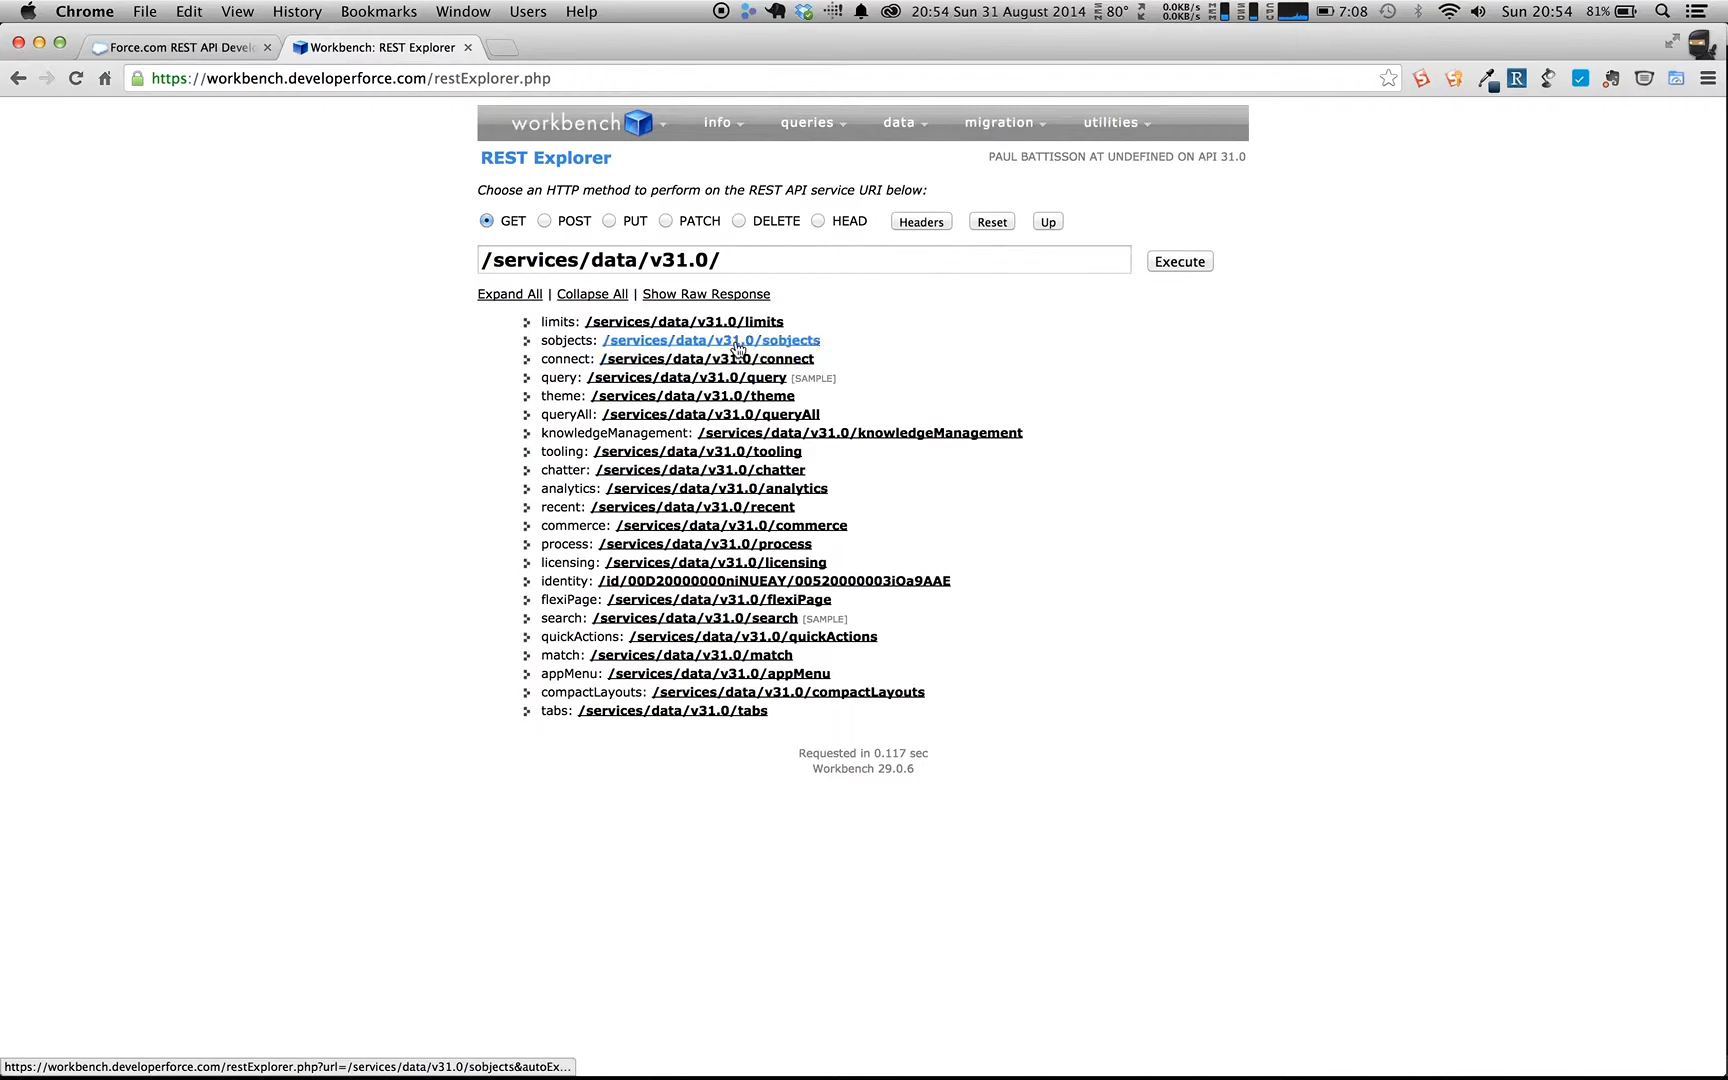 Chrome File Edit View History Bookmarks Window Users Help 20:54 Sun 31 August 2014 80° 0.0KB/s 0.0KB/s 7:08 Sun 20:54 81%
Force.com REST API Devel Workbench: REST Explorer
https://workbench.developerforce.com/restExplorer.php
workbench info queries data migration utilities
REST Explorer PAUL BATTISSON AT UNDEFINED ON API 31.0
Choose an HTTP method to perform on the REST API service URI below:
GET POST PUT PATCH DELETE HEAD Headers Reset Up
/services/data/v31.0/ Execute
Expand All | Collapse All | Show Raw Response
limits: /services/data/v31.0/limits
sobjects: /services/data/v31.0/sobjects
connect: /services/data/v31.0/connect
query: /services/data/v31.0/query [SAMPLE]
theme: /services/data/v31.0/theme
queryAll: /services/data/v31.0/queryAll
knowledgeManagement: /services/data/v31.0/knowledgeManagement
tooling: /services/data/v31.0/tooling
chatter: /services/data/v31.0/chatter
analytics: /services/data/v31.0/analytics
recent: /services/data/v31.0/recent
commerce: /services/data/v31.0/commerce
process: /services/data/v31.0/process
licensing: /services/data/v31.0/licensing
identity: /id/00D20000000niNUEAY/00520000003iOa9AAE
flexiPage: /services/data/v31.0/flexiPage
search: /services/data/v31.0/search [SAMPLE]
quickActions: /services/data/v31.0/quickActions
match: /services/data/v31.0/match
appMenu: /services/data/v31.0/appMenu
compactLayouts: /services/data/v31.0/compactLayouts
tabs: /services/data/v31.0/tabs
Requested in 0.117 sec
Workbench 29.0.6
https://workbench.developerforce.com/restExplorer.php?url=/services/data/v31.0/sobjects&autoEx...